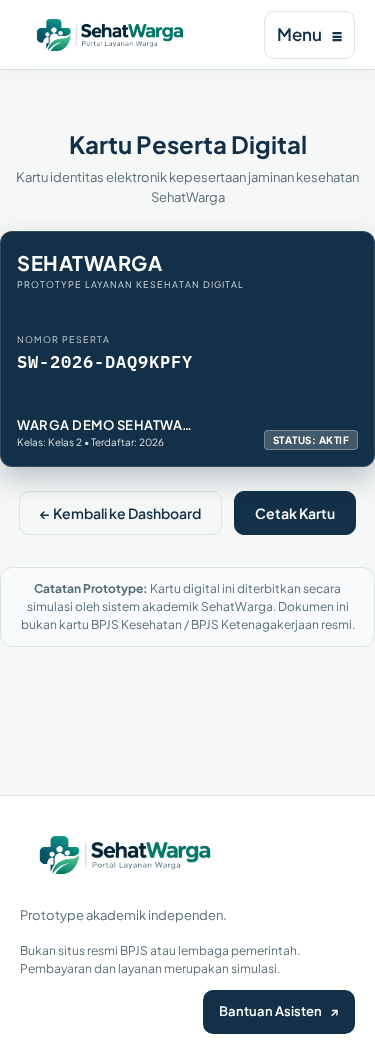 SehatWarga
Portal Layanan Warga
Menu ≡
Kartu Peserta Digital
Kartu identitas elektronik kepesertaan jaminan kesehatan
SehatWarga
SEHATWARGA
PROTOTYPE LAYANAN KESEHATAN DIGITAL
NOMOR PESERTA
SW-2026-DAQ9KPFY
WARGA DEMO SEHATWA…
Kelas: Kelas 2 • Terdaftar: 2026
STATUS: AKTIF
← Kembali ke Dashboard
Cetak Kartu
Catatan Prototype: Kartu digital ini diterbitkan secara
simulasi oleh sistem akademik SehatWarga. Dokumen ini
bukan kartu BPJS Kesehatan / BPJS Ketenagakerjaan resmi.
SehatWarga
Portal Layanan Warga
Prototype akademik independen.
Bukan situs resmi BPJS atau lembaga pemerintah.
Pembayaran dan layanan merupakan simulasi.
Bantuan Asisten ↗